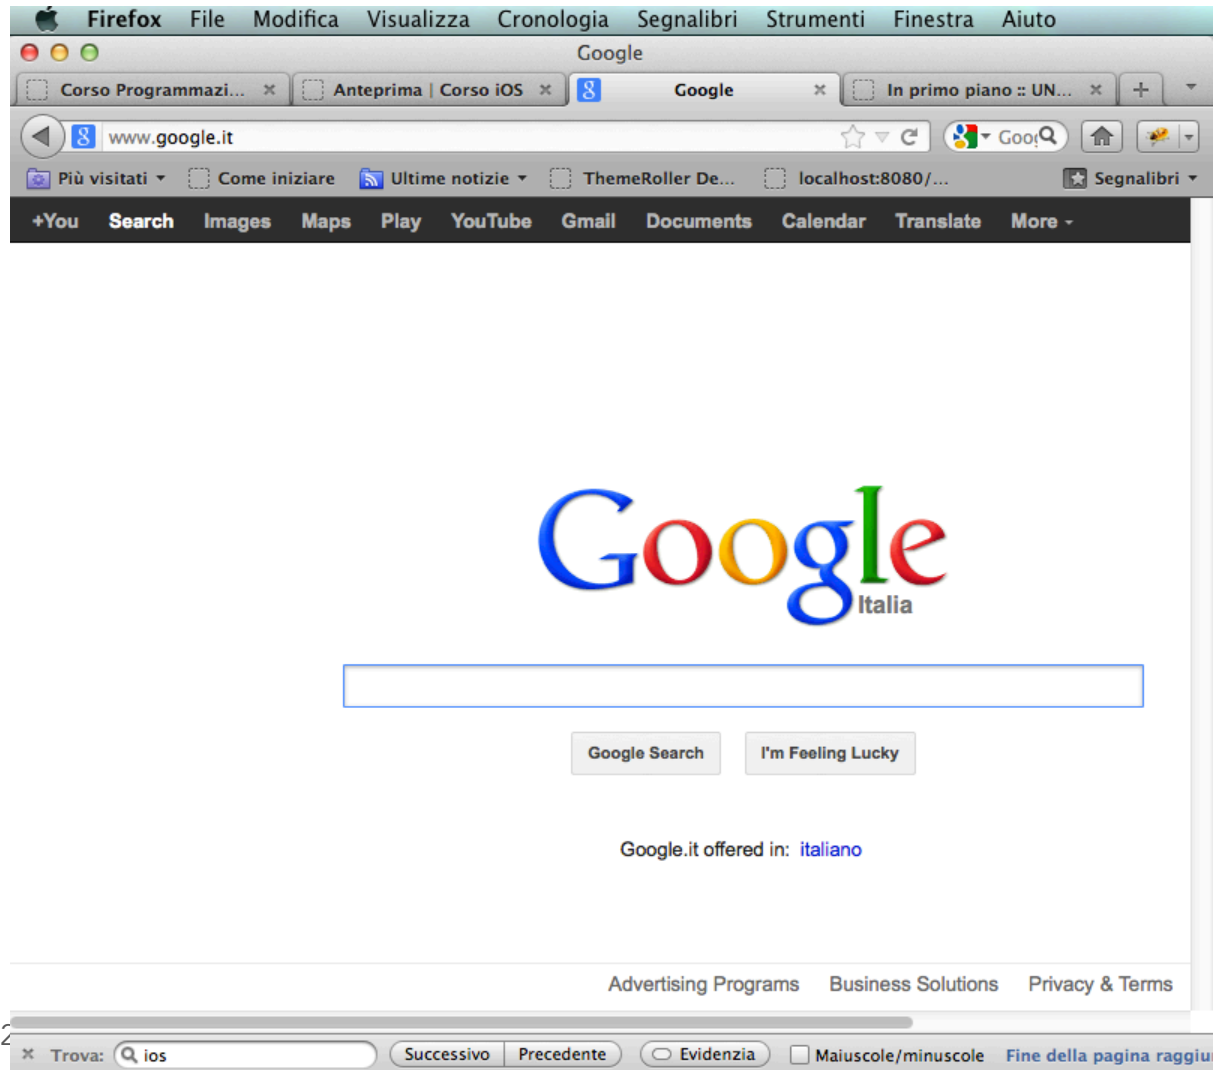 Firefox File Modifica Visualizza Cronologia Segnalibri Strumenti Finestra Aiuto
Google
Corso Programmazi... Anteprima | Corso iOS Google In primo piano :: UN...
www.google.it
Più visitati Come iniziare Ultime notizie ThemeRoller De... localhost:8080/... Segnalibri
+You Search Images Maps Play YouTube Gmail Documents Calendar Translate More
Google
Italia
Google Search I'm Feeling Lucky
Google.it offered in: italiano
Advertising Programs Business Solutions Privacy & Terms
Trova: ios Successivo Precedente Evidenzia Maiuscole/minuscole Fine della pagina